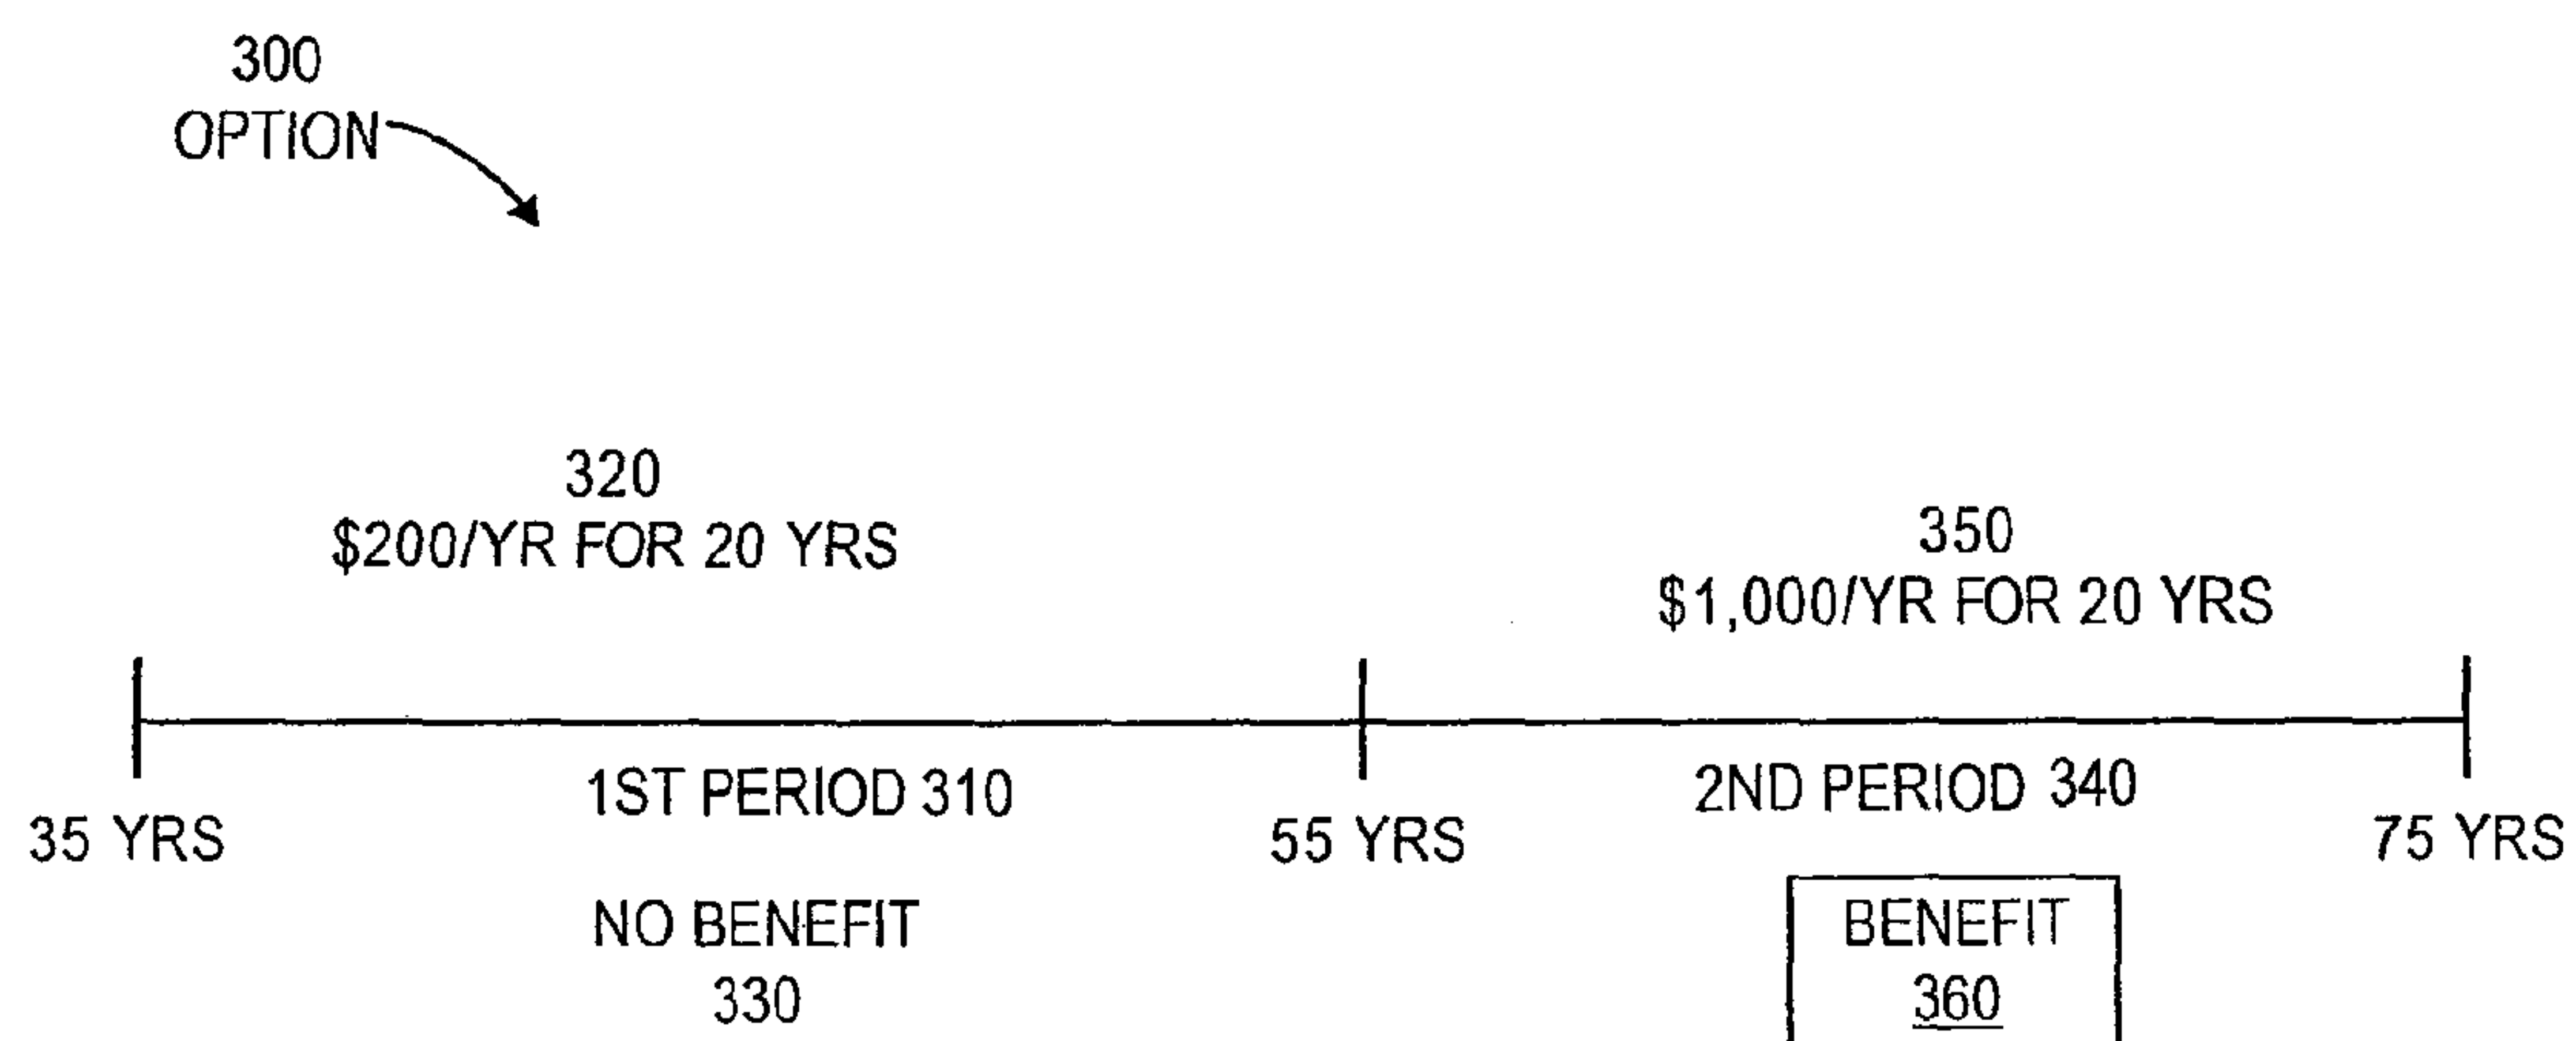 300
OPTION
320
$200/YR FOR 20 YRS
350
$1,000/YR FOR 20 YRS
1ST PERIOD 310
2ND PERIOD 340
35 YRS
55 YRS
75 YRS
NO BENEFIT
330
BENEFIT
360